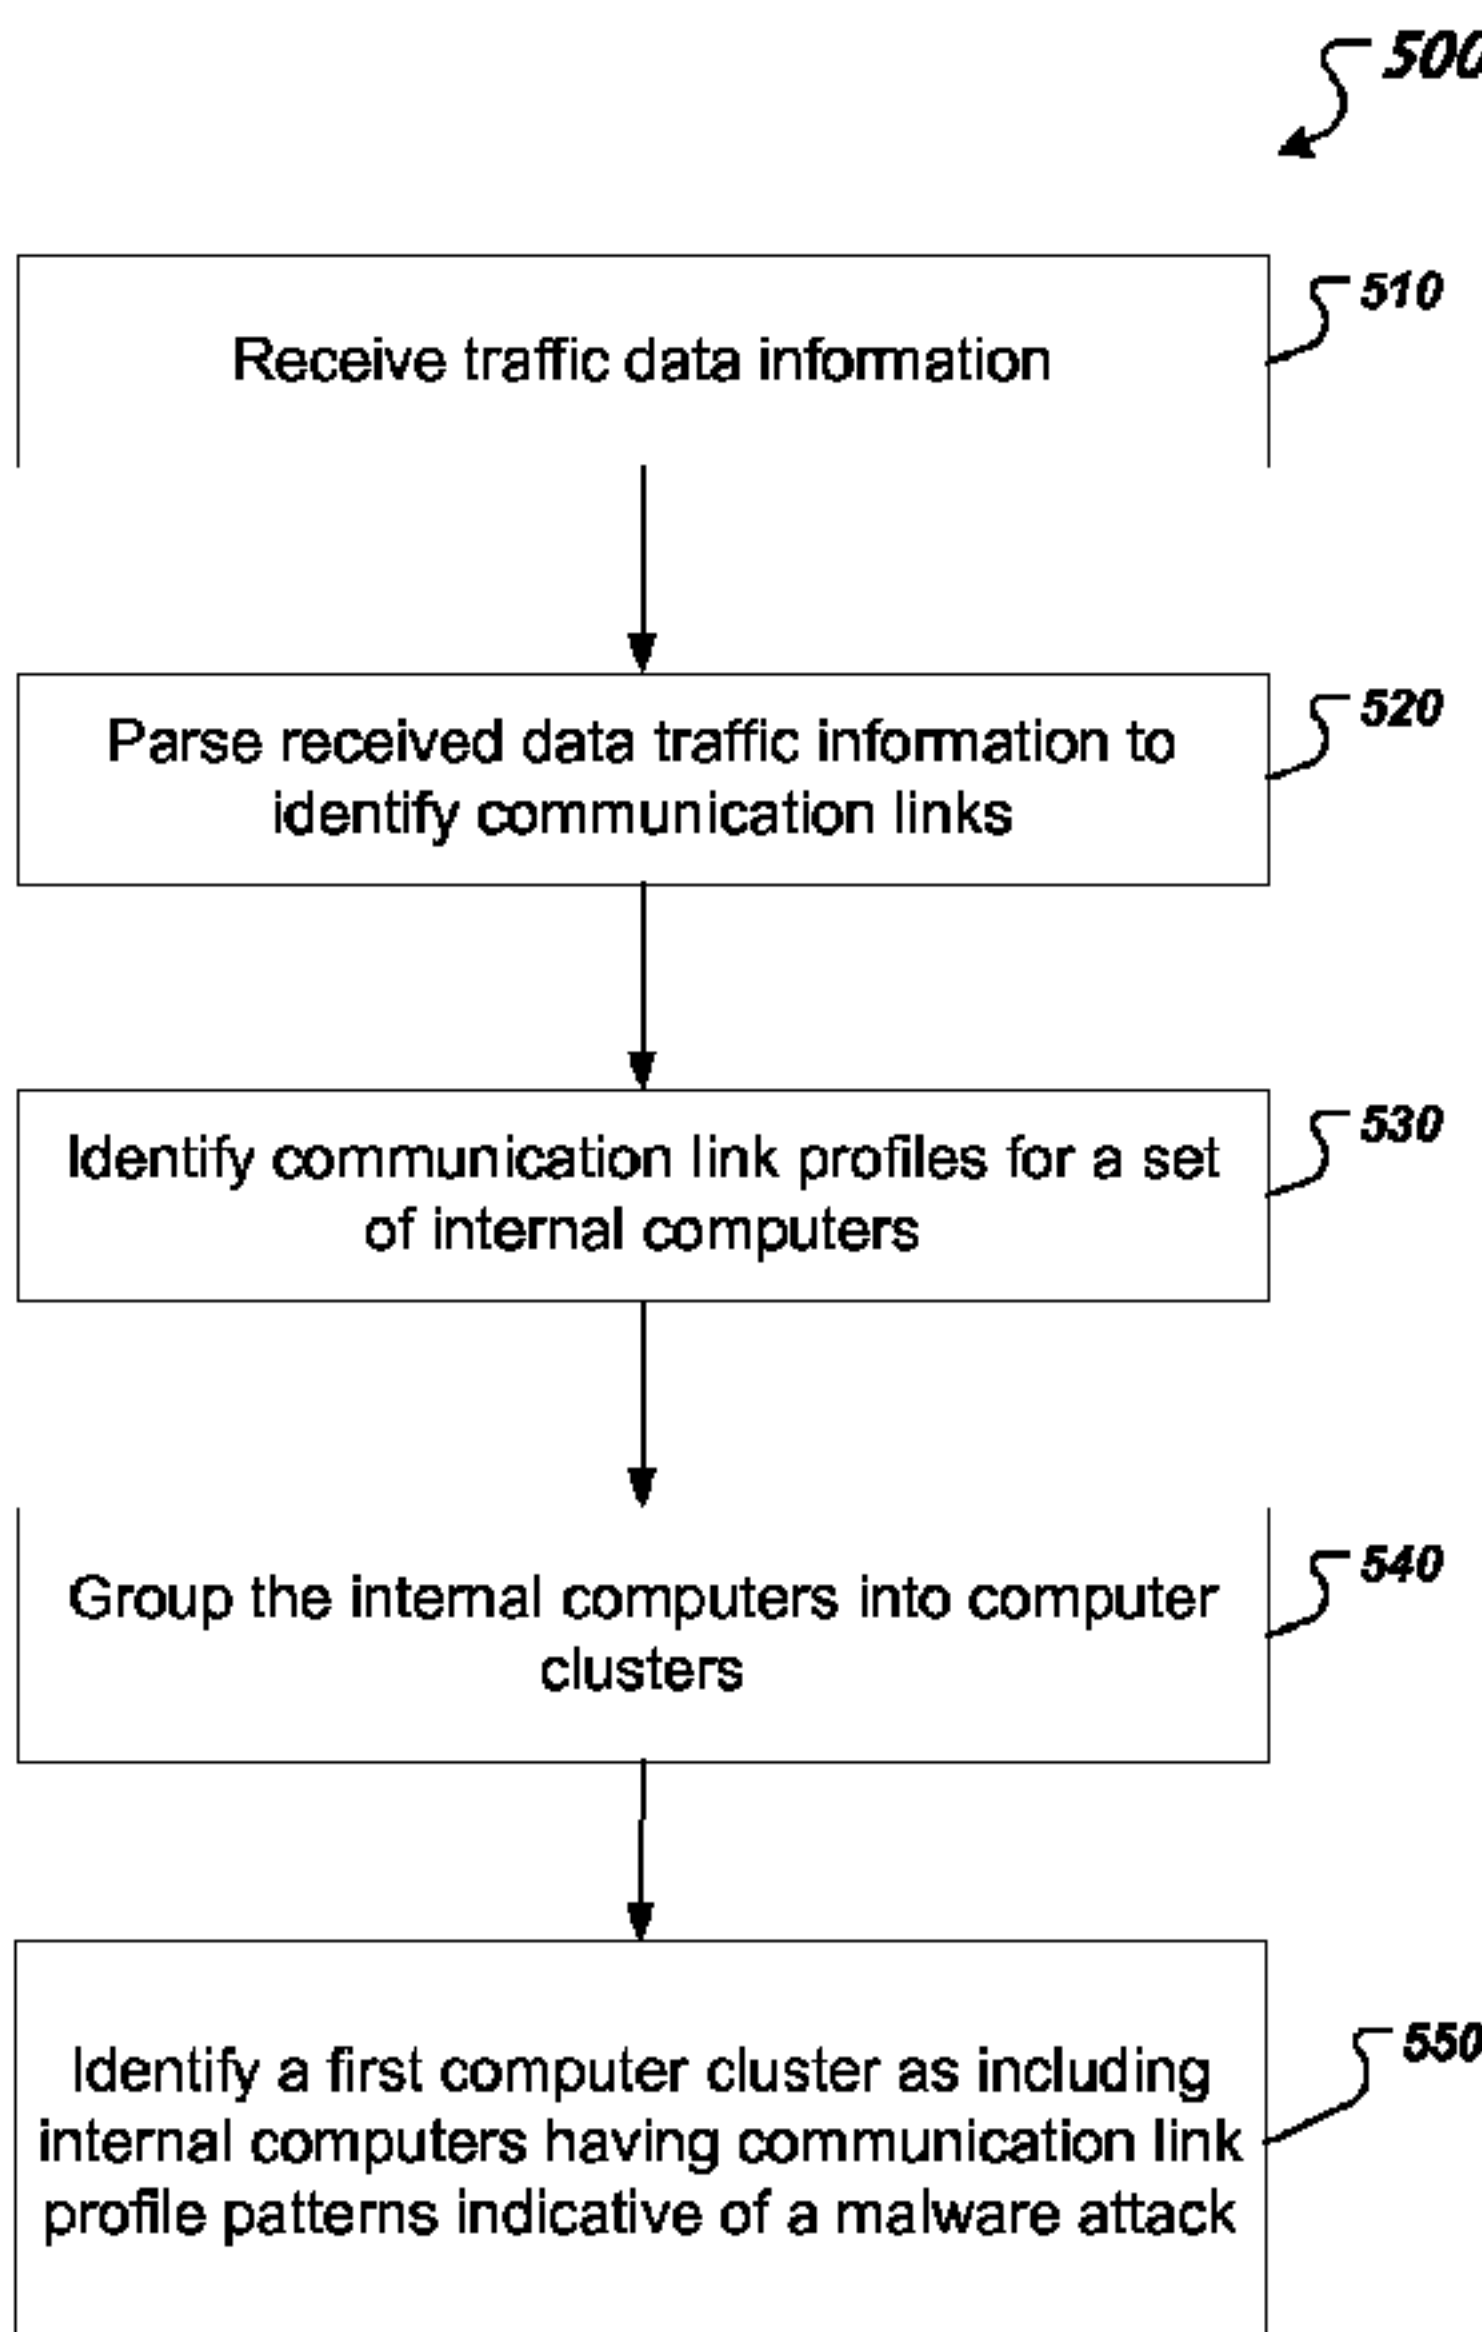 500
510
Receive traffic data information
520
Parse received data traffic information to
identify communication links
530
Identify communication link profiles for a set
of internal computers
540
Group the internal computers into computer
clusters
550
Identify a first computer cluster as including
internal computers having communication link
profile patterns indicative of a malware attack